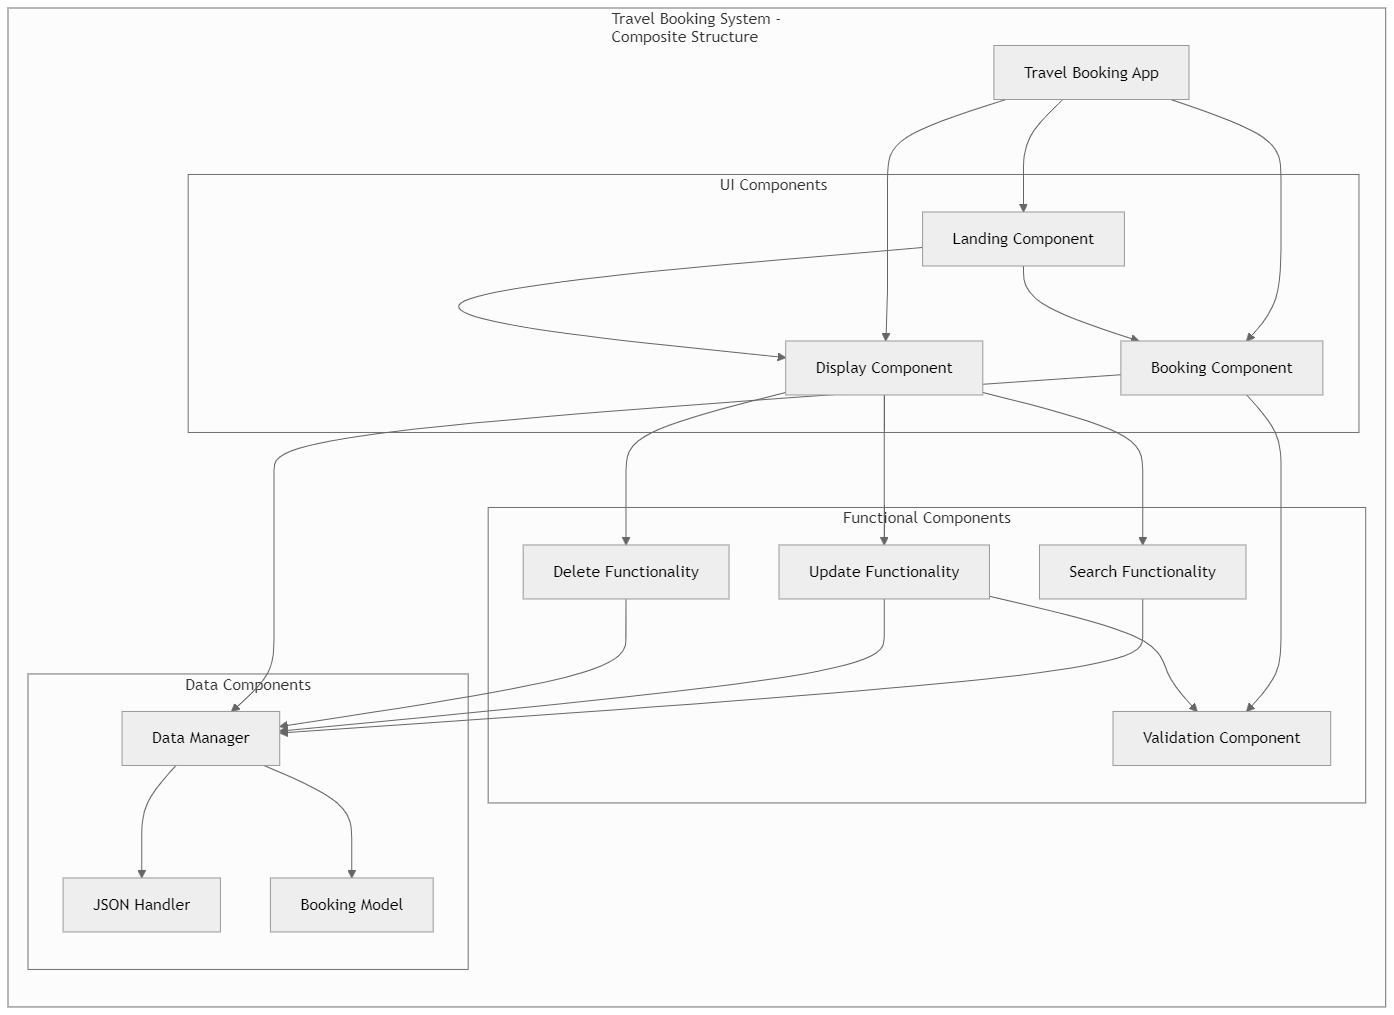 Travel Booking System -
Composite Structure
Travel Booking App
UI Components
Landing Component
Display Component
Booking Component
Functional Components
Delete Functionality
Update Functionality
Search Functionality
Data Components
Data Manager
Validation Component
JSON Handler
Booking Model